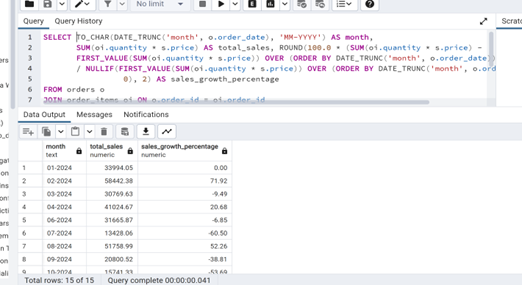 No limit
Query Query History
Scrat
1 SELECT TO_CHAR(DATE_TRUNC('month', o.order_date), 'MM-YYYY') AS month,
2 SUM(oi.quantity * s.price) AS total_sales, ROUND(100.0 * (SUM(oi.quantity * s.price) -
3 FIRST_VALUE(SUM(oi.quantity * s.price)) OVER (ORDER BY DATE_TRUNC('month', o.order_date)
4 / NULLIF(FIRST_VALUE(SUM(oi.quantity * s.price)) OVER (ORDER BY DATE_TRUNC('month', o.ord
5 0), 2) AS sales_growth_percentage
6 FROM orders o
7 JOIN order_items oi ON o.order_id = oi.order_id
Data Output Messages Notifications
month total_sales sales_growth_percentage
text numeric numeric
1 01-2024 33994.05 0.00
2 02-2024 58442.38 71.92
3 03-2024 30769.63 -9.49
4 04-2024 41024.67 20.68
5 06-2024 31665.87 -6.85
6 07-2024 13428.06 -60.50
7 08-2024 51758.99 52.26
8 09-2024 20800.52 -38.81
9 10-2024 15741.33 -53.69
Total rows: 15 of 15 Query complete 00:00:00.041